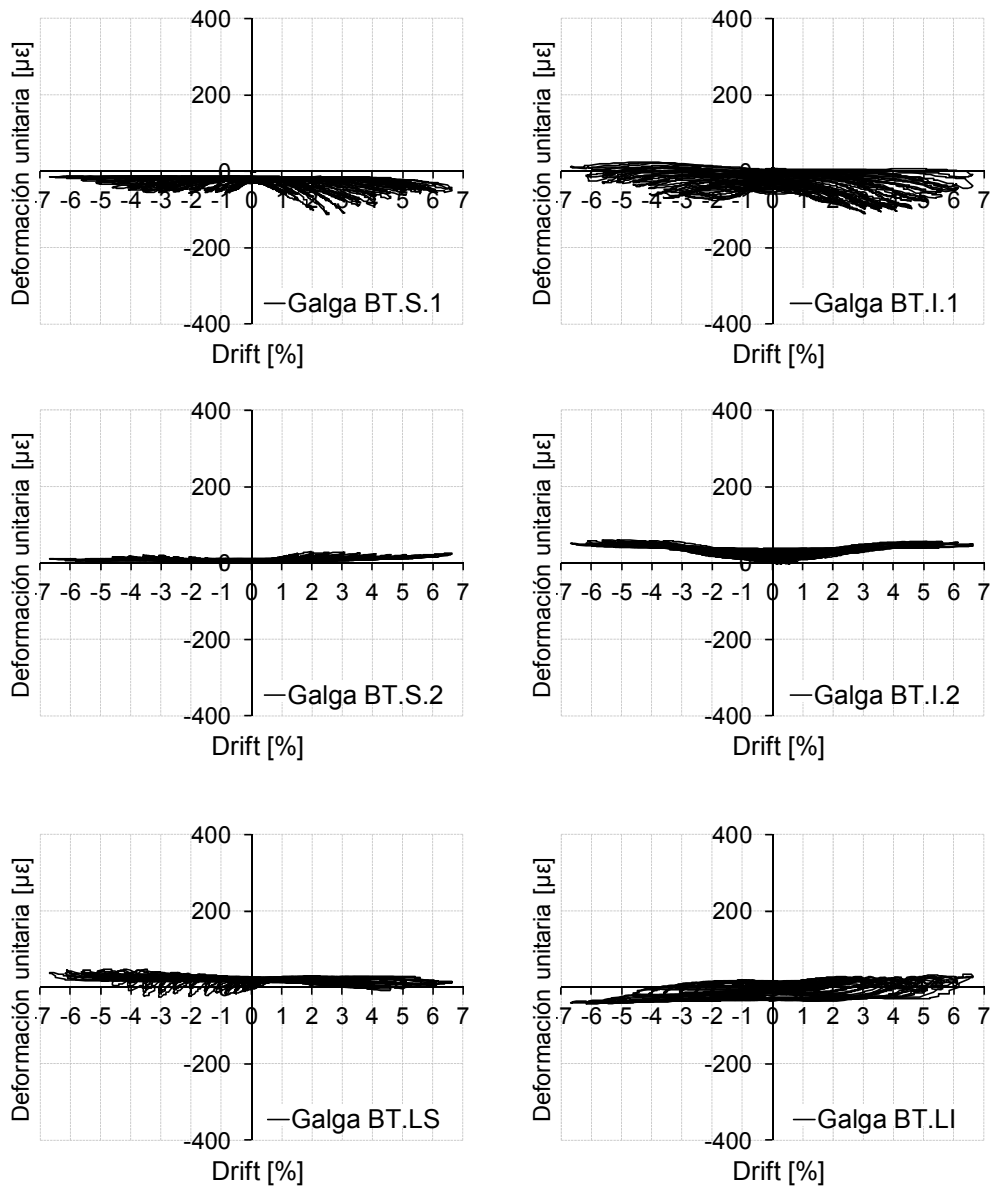 Deformación unitaria [µε]
400
200
0
-200
-400
-7 -6 -5 -4 -3 -2 -1 0 1 2 3 4 5 6 7
Galga BT.S.1
Drift [%]
Deformación unitaria [µε]
400
200
0
-200
-400
-7 -6 -5 -4 -3 -2 -1 0 1 2 3 4 5 6 7
Galga BT.I.1
Drift [%]
Deformación unitaria [µε]
400
200
0
-200
-400
-7 -6 -5 -4 -3 -2 -1 0 1 2 3 4 5 6 7
Galga BT.S.2
Drift [%]
Deformación unitaria [µε]
400
200
0
-200
-400
-7 -6 -5 -4 -3 -2 -1 0 1 2 3 4 5 6 7
Galga BT.I.2
Drift [%]
Deformación unitaria [µε]
400
200
-200
-400
-7 -6 -5 -4 -3 -2 -1 0 1 2 3 4 5 6 7
Galga BT.LS
Drift [%]
Deformación unitaria [µε]
400
200
-200
-400
-7 -6 -5 -4 -3 -2 -1 0 1 2 3 4 5 6 7
Galga BT.LI
Drift [%]